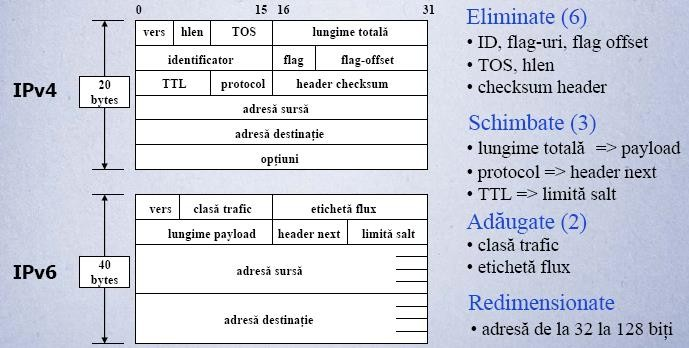 0 15 16 31
vers hlen TOS lungime totală
identificator flag flag-offset
TTL protocol header checksum
adresă sursă
adresă destinație
opțiuni
IPv4
20
bytes
vers clasă trafic etichetă flux
lungime payload header next limită salt
adresă sursă
adresă destinație
IPv6
40
bytes
Eliminate (6)
• ID, flag-uri, flag offset
• TOS, hlen
• checksum header
Schimbate (3)
• lungime totală => payload
• protocol => header next
• TTL => limită salt
Adăugate (2)
• clasă trafic
• etichetă flux
Redimensionate
• adresă de la 32 la 128 biți